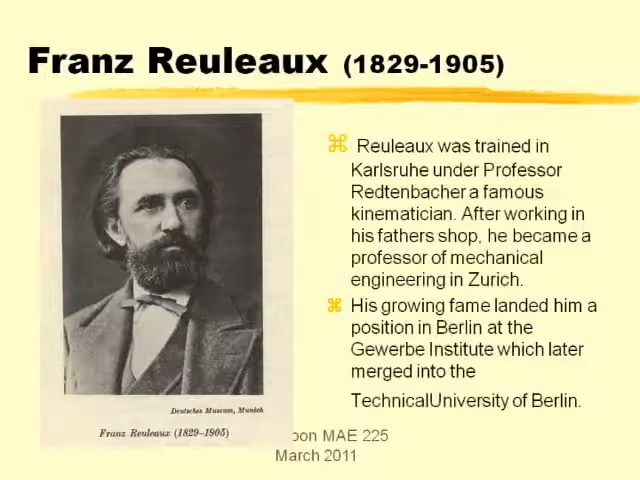 Franz Reuleaux (1829-1905)
Reuleaux was trained in
Karlsruhe under Professor
Redtenbacher a famous
kinematician. After working in
his fathers shop, he became a
professor of mechanical
engineering in Zurich.
His growing fame landed him a
position in Berlin at the
Gewerbe Institute which later
merged into the
TechnicalUniversity of Berlin.
Deutsches Museum, Munich
Franz Reuleaux (1829–1905)
MAE 225
March 2011